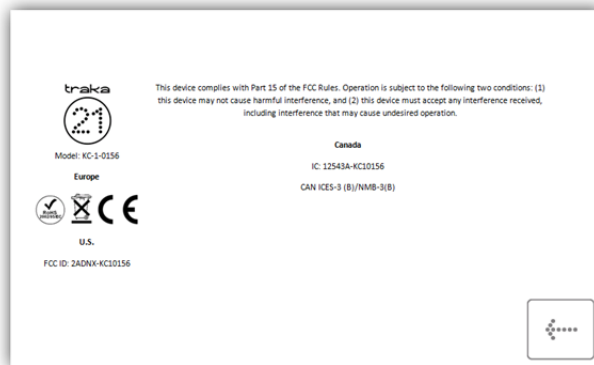 traka
21
Model: KC-1-0156
Europe
RoHS
CE
U.S.
FCC ID: 2ADNX-KC10156
This device complies with Part 15 of the FCC Rules. Operation is subject to the following two conditions: (1)
this device may not cause harmful interference, and (2) this device must accept any interference received,
including interference that may cause undesired operation.
Canada
IC: 12543A-KC10156
CAN ICES-3 (B)/NMB-3(B)